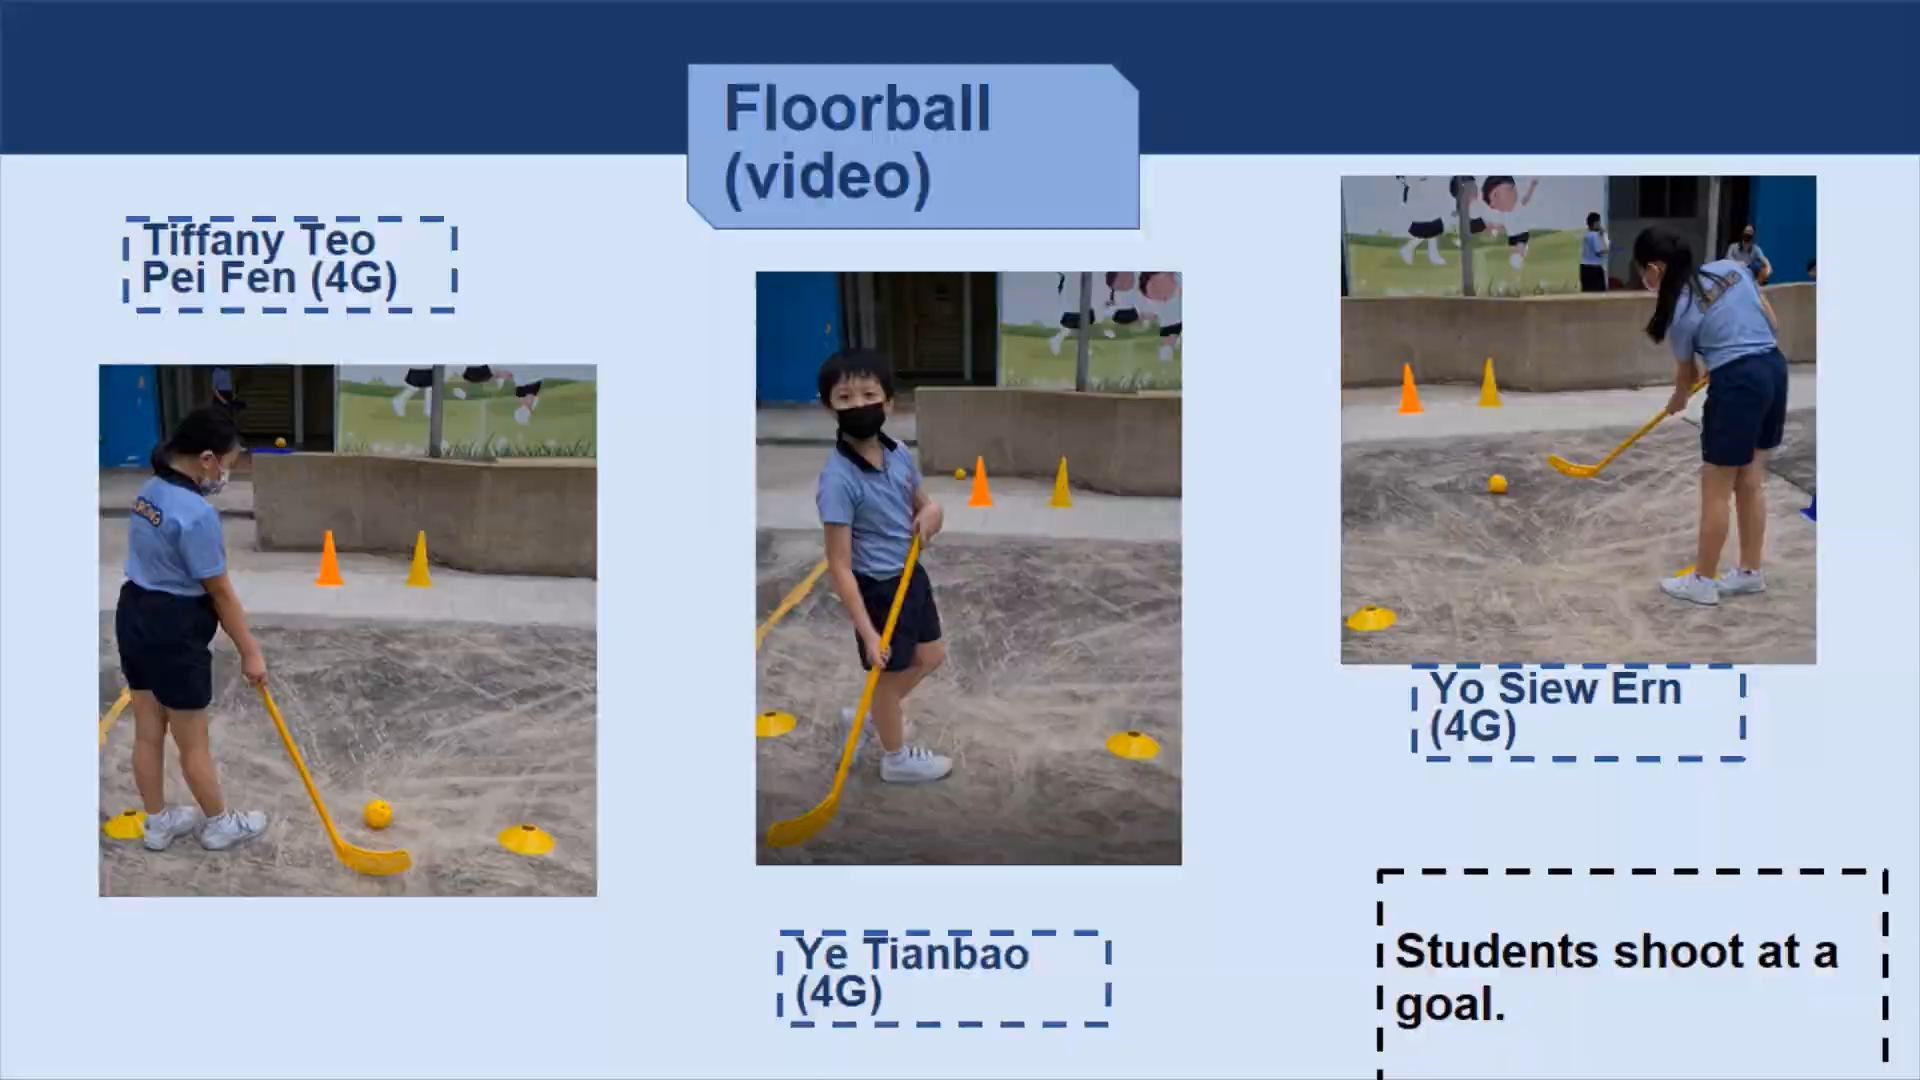 Floorball
(video)
Tiffany Teo
Pei Fen (4G)
Ye Tianbao
(4G)
Yo Siew Ern
(4G)
Students shoot at a
goal.